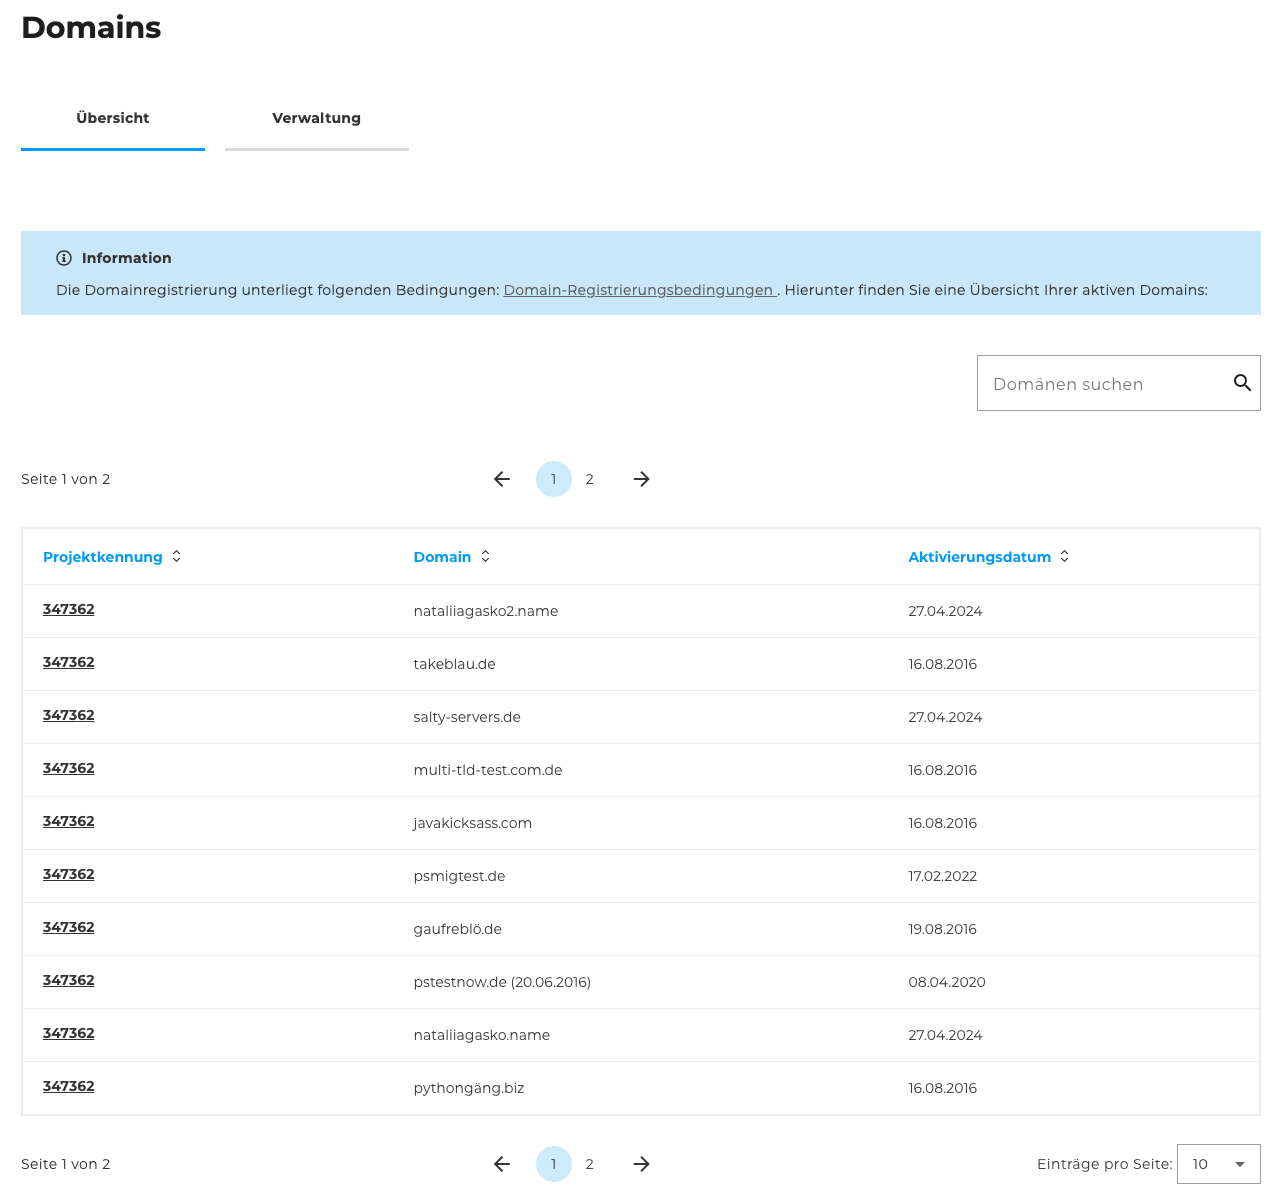 Domains
Übersicht Verwaltung
Information
Die Domainregistrierung unterliegt folgenden Bedingungen: Domain-Registrierungsbedingungen . Hierunter finden Sie eine Übersicht Ihrer aktiven Domains:
Domänen suchen
Seite 1 von 2 1 2
Projektkennung Domain Aktivierungsdatum
347362 nataliiagasko2.name 27.04.2024
347362 takeblau.de 16.08.2016
347362 salty-servers.de 27.04.2024
347362 multi-tld-test.com.de 16.08.2016
347362 javakicksass.com 16.08.2016
347362 psmigtest.de 17.02.2022
347362 gaufreblö.de 19.08.2016
347362 pstestnow.de (20.06.2016) 08.04.2020
347362 nataliiagasko.name 27.04.2024
347362 pythongäng.biz 16.08.2016
Seite 1 von 2 1 2 Einträge pro Seite: 10